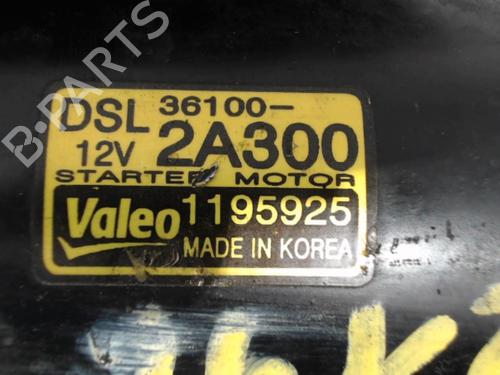 B-PARTS
DSL 36100-
12V 2A300
STARTER MOTOR
Valeo 1195925
MADE IN KOREA